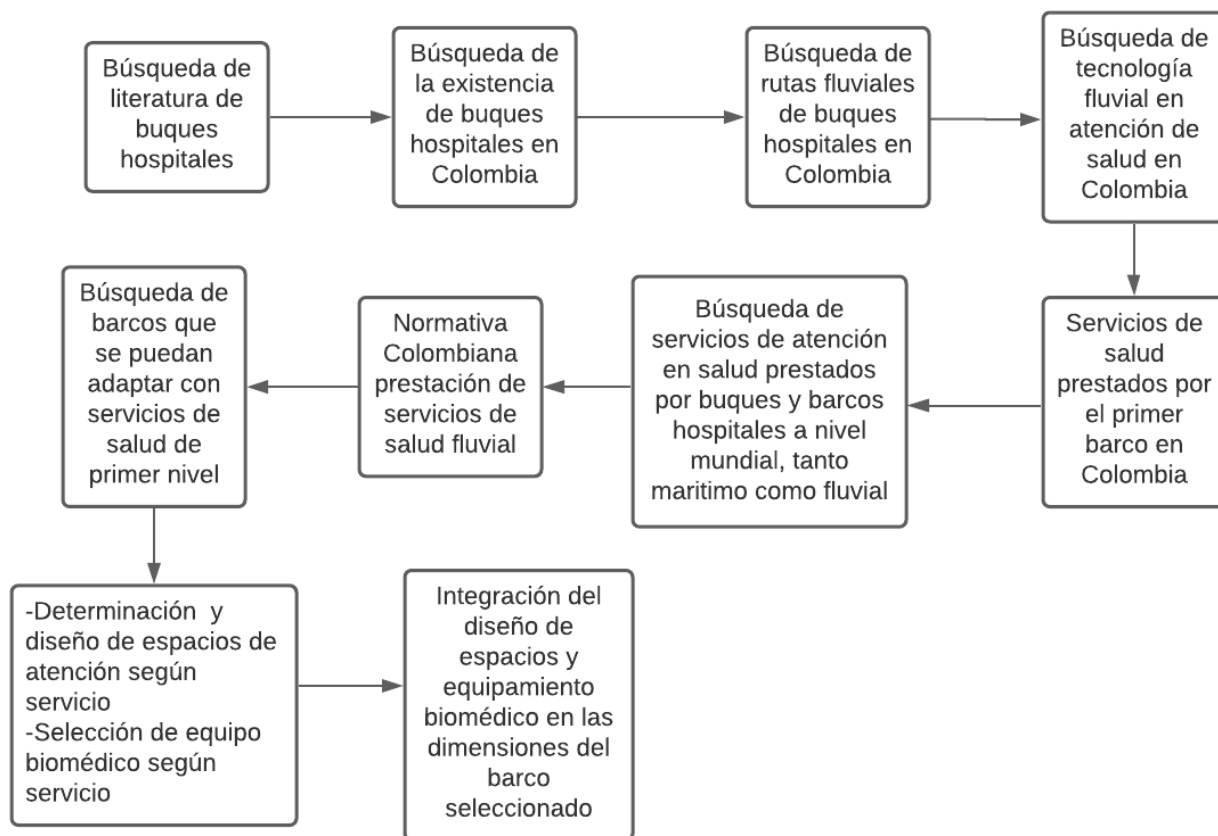 Búsqueda de
literatura de
buques
hospitales
Búsqueda de
la existencia
de buques
hospitales en
Colombia
Búsqueda de
rutas fluviales
de buques
hospitales en
Colombia
Búsqueda de
tecnología
fluvial en
atención de
salud en
Colombia
Servicios de
salud
prestados por
el primer
barco en
Colombia
Búsqueda de
servicios de atención
en salud prestados
por buques y barcos
hospitales a nivel
mundial, tanto
maritimo como fluvial
Normativa
Colombiana
prestación de
servicios de
salud fluvial
Búsqueda de
barcos que
se puedan
adaptar con
servicios de
salud de
primer nivel
-Determinación y
diseño de espacios de
atención según
servicio
-Selección de equipo
biomédico según
servicio
Integración del
diseño de
espacios y
equipamiento
biomédico en las
dimensiones del
barco
seleccionado